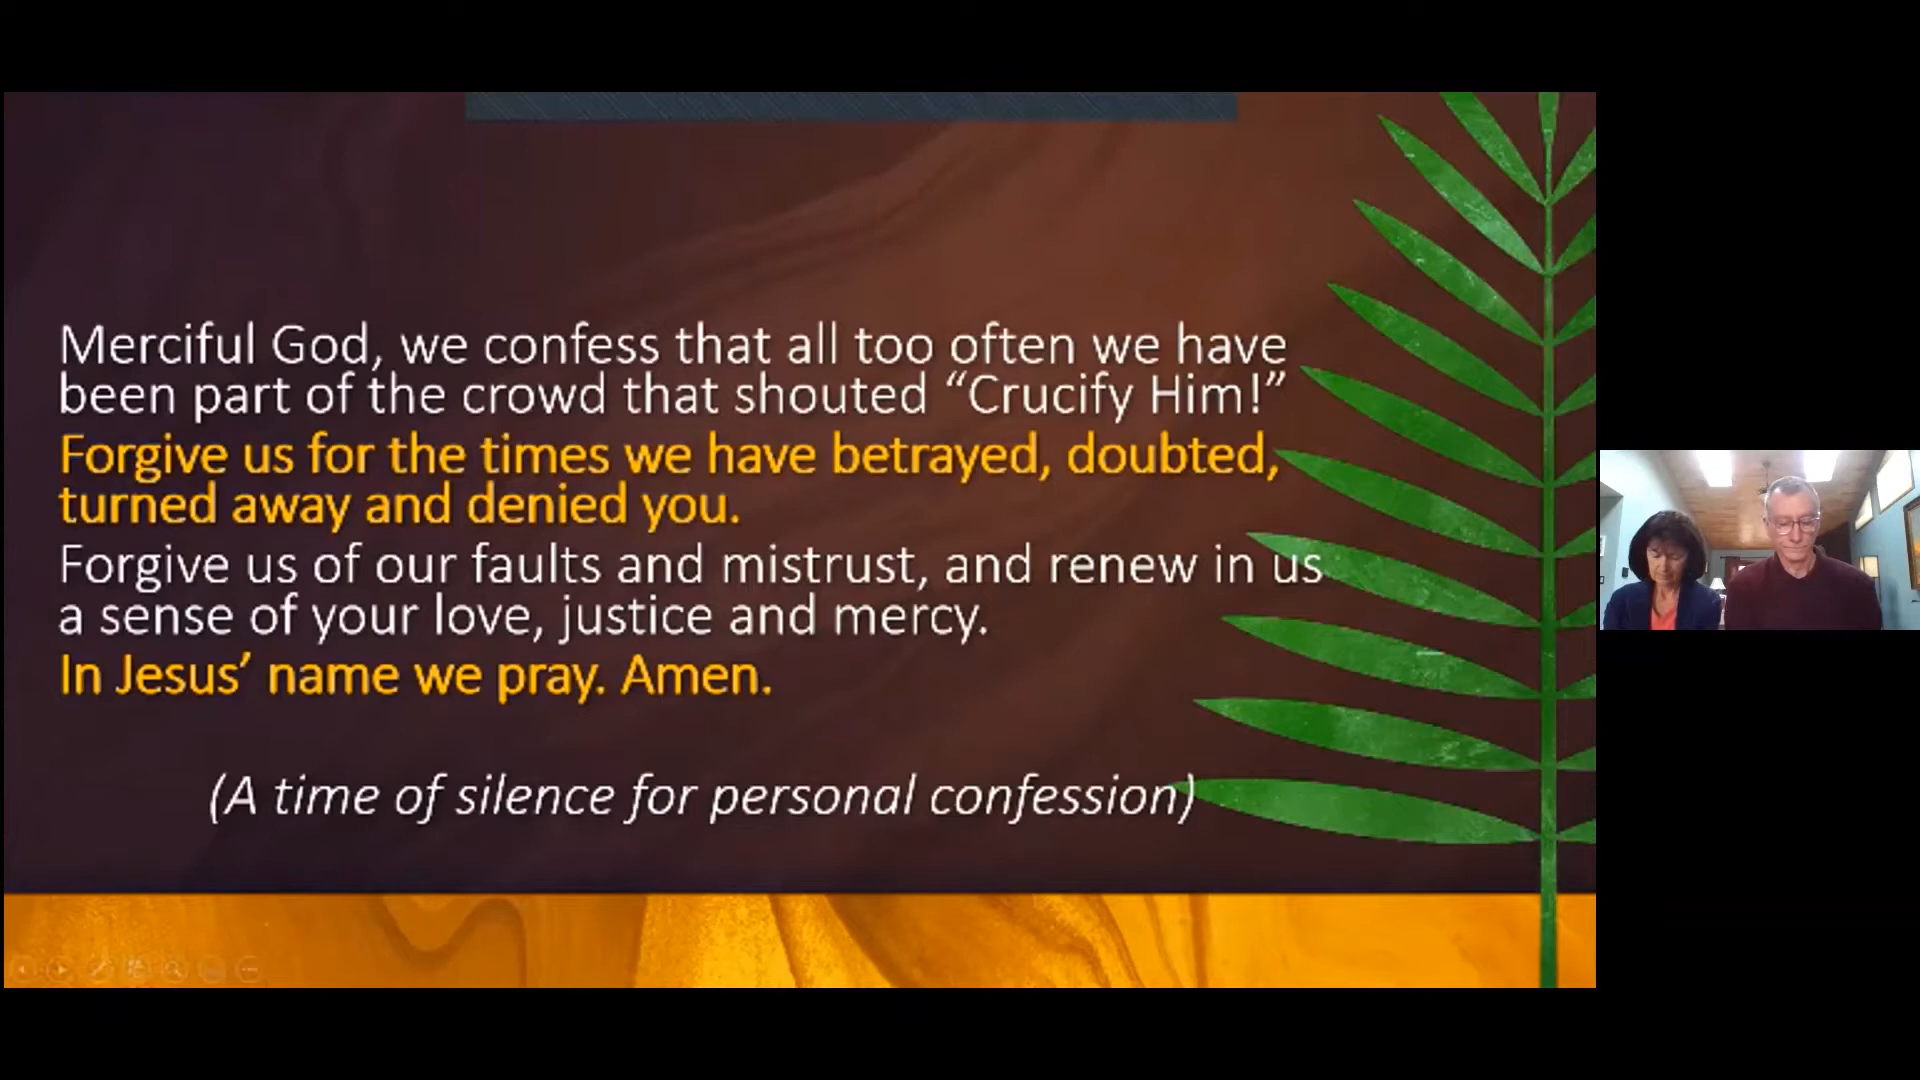 Merciful God, we confess that all too often we have
been part of the crowd that shouted “Crucify Him!”
Forgive us for the times we have betrayed, doubted,
turned away and denied you.
Forgive us of our faults and mistrust, and renew in us
a sense of your love, justice and mercy.
In Jesus’ name we pray. Amen.
(A time of silence for personal confession)